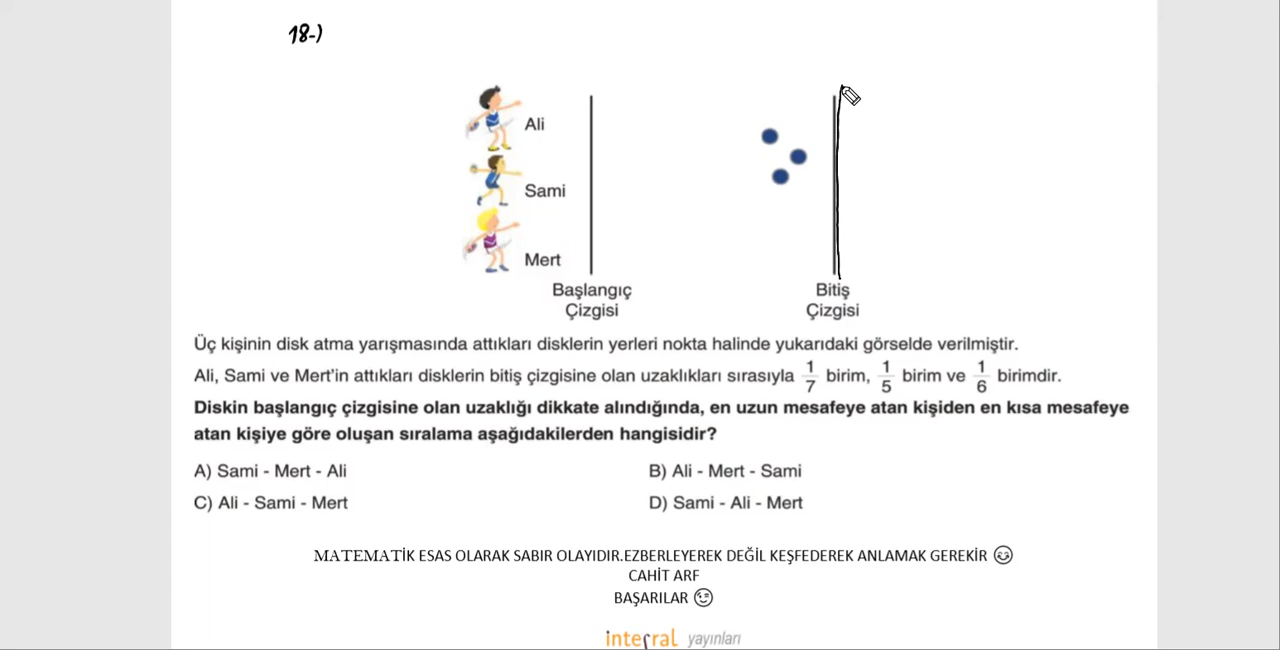 18-)
Ali
Sami
Mert
Başlangıç Çizgisi
Bitiş Çizgisi
Üç kişinin disk atma yarışmasında attıkları disklerin yerleri nokta halinde yukarıdaki görselde verilmiştir.
Ali, Sami ve Mert'in attıkları disklerin bitiş çizgisine olan uzaklıkları sırasıyla 1/7 birim, 1/5 birim ve 1/6 birimdir.
Diskin başlangıç çizgisine olan uzaklığı dikkate alındığında, en uzun mesafeye atan kişiden en kısa mesafeye
atan kişiye göre oluşan sıralama aşağıdakilerden hangisidir?
A) Sami - Mert - Ali
B) Ali - Mert - Sami
C) Ali - Sami - Mert
D) Sami - Ali - Mert
MATEMATİK ESAS OLARAK SABIR OLAYIDIR.EZBERLEYEREK DEĞİL KEŞFEDEREK ANLAMAK GEREKİR 😊
CAHİT ARF
BAŞARILAR 😉
integral yayınları